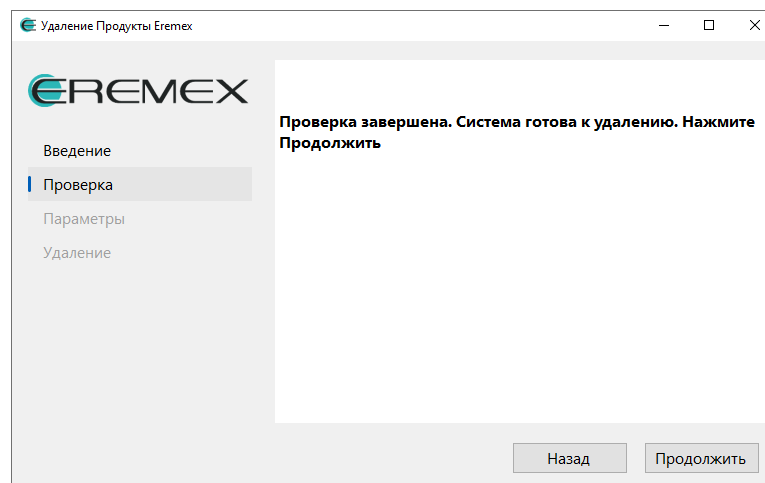 Удаление Продукты Eremex
EREMEX
Введение
Проверка
Параметры
Удаление
Проверка завершена. Система готова к удалению. Нажмите
Продолжить
Назад
Продолжить